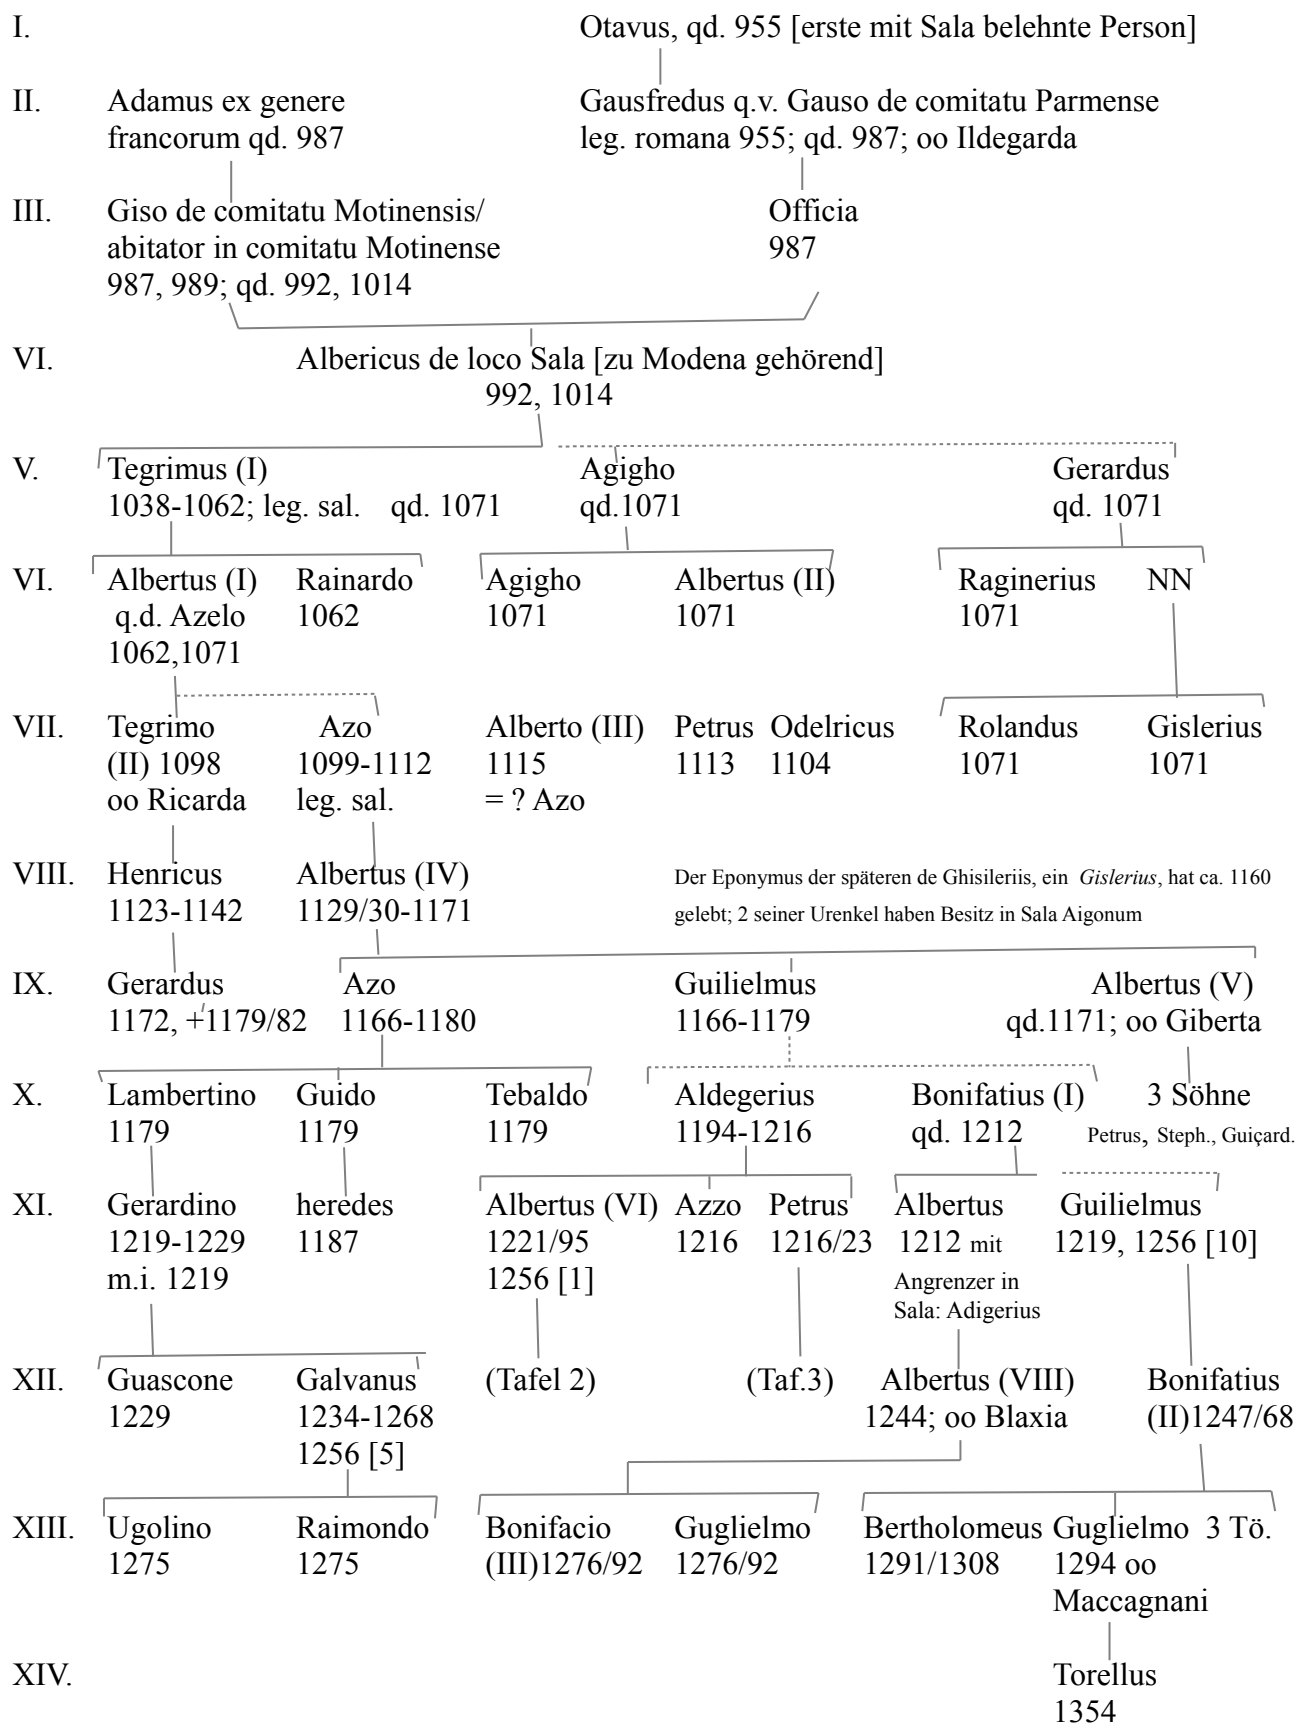 I. Otavus, qd. 955 [erste mit Sala belehnte Person]
II. Adamus ex genere Gausfredus q.v. Gauso de comitatu Parmense
francorum qd. 987 leg. romana 955; qd. 987; oo Ildegarda
III. Giso de comitatu Motinensis/ Officia
abitator in comitatu Motinense 987
987, 989; qd. 992, 1014
VI. Albericus de loco Sala [zu Modena gehörend]
992, 1014
V. Tegrimus (I) Agigho Gerardus
1038-1062; leg. sal. qd. 1071 qd.1071 qd. 1071
VI. Albertus (I) Rainardo Agigho Albertus (II) Raginerius NN
q.d. Azelo 1062 1071 1071 1071
1062,1071
VII. Tegrimo Azo Alberto (III) Petrus Odelricus Rolandus Gislerius
(II) 1098 1099-1112 1115 1113 1104 1071 1071
oo Ricarda leg. sal. = ? Azo
VIII. Henricus Albertus (IV) Der Eponymus der späteren de Ghisileriis, ein Gislerius, hat ca. 1160
1123-1142 1129/30-1171 gelebt; 2 seiner Urenkel haben Besitz in Sala Aigonum
IX. Gerardus Azo Guilielmus Albertus (V)
1172, +1179/82 1166-1180 1166-1179 qd.1171; oo Giberta
X. Lambertino Guido Tebaldo Aldegerius Bonifatius (I) 3 Söhne
1179 1179 1179 1194-1216 qd. 1212 Petrus, Steph., Guiçard.
XI. Gerardino heredes Albertus (VI) Azzo Petrus Albertus Guilielmus
1219-1229 1187 1221/95 1216 1216/23 1212 mit 1219, 1256 [10]
m.i. 1219 1256 [1] Angrenzer in
Sala: Adigerius
XII. Guascone Galvanus (Tafel 2) (Taf.3) Albertus (VIII) Bonifatius
1229 1234-1268 1244; oo Blaxia (II)1247/68
1256 [5]
XIII. Ugolino Raimondo Bonifacio Guglielmo Bertholomeus Guglielmo 3 Tö.
1275 1275 (III)1276/92 1276/92 1291/1308 1294 oo
Maccagnani
XIV. Torellus
1354